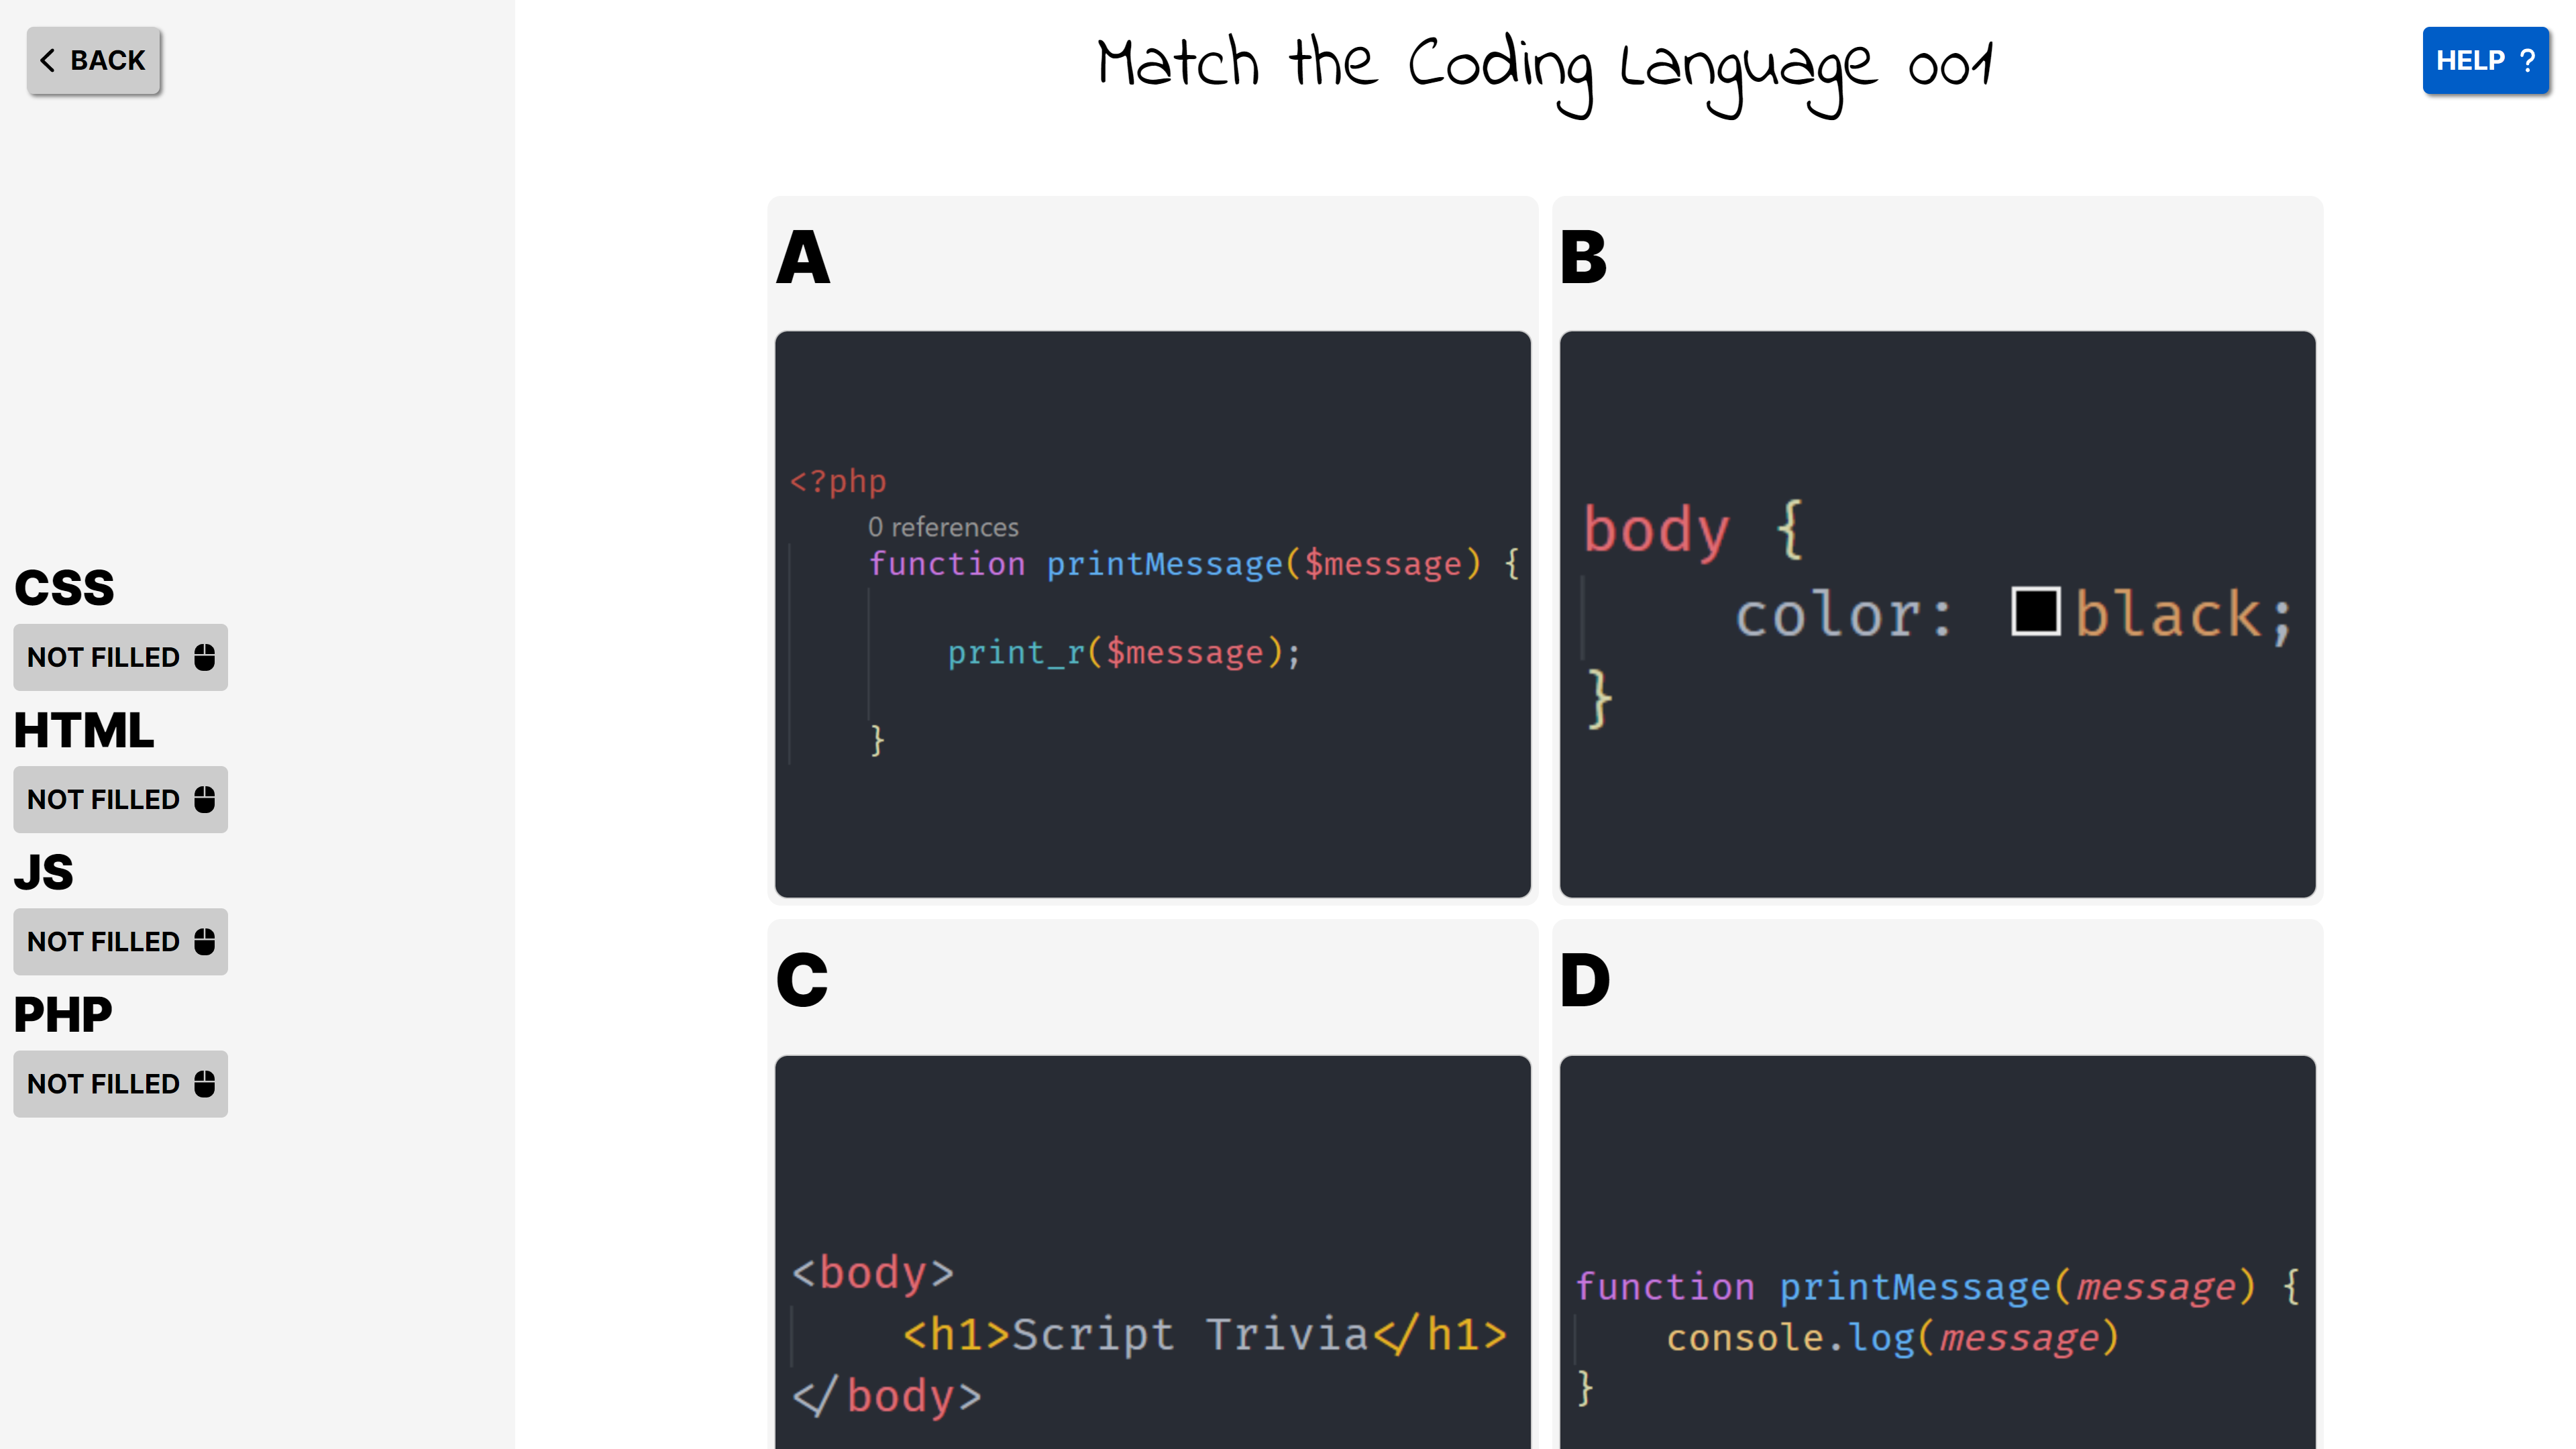 BACK
Match the Coding Language 001
HELP ?
CSS
NOT FILLED
HTML
NOT FILLED
JS
NOT FILLED
PHP
NOT FILLED
A
<?php
0 references
function printMessage($message) {
print_r($message);
}
B
body {
color: black;
}
C
<body>
<h1>Script Trivia</h1>
</body>
D
function printMessage(message) {
console.log(message)
}